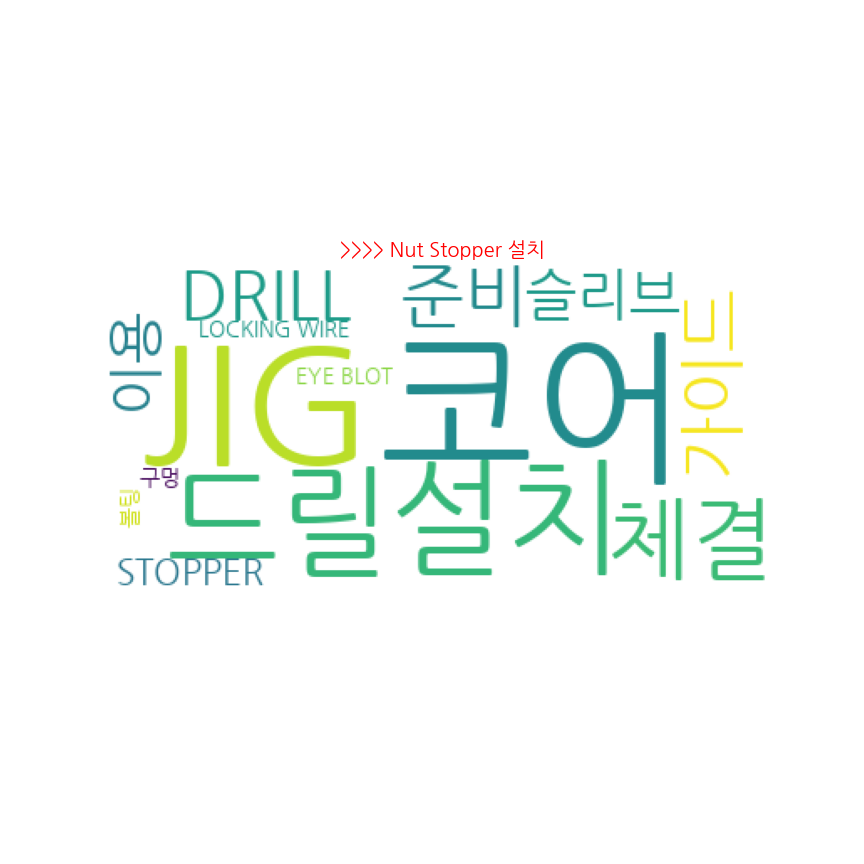 >>>> Nut Stopper 설치
DRILL
준비
슬리브
LOCKING WIRE
이용
JIG
EYE BLOT
코어
가이드
구멍
볼팅
드릴
설치
체결
STOPPER